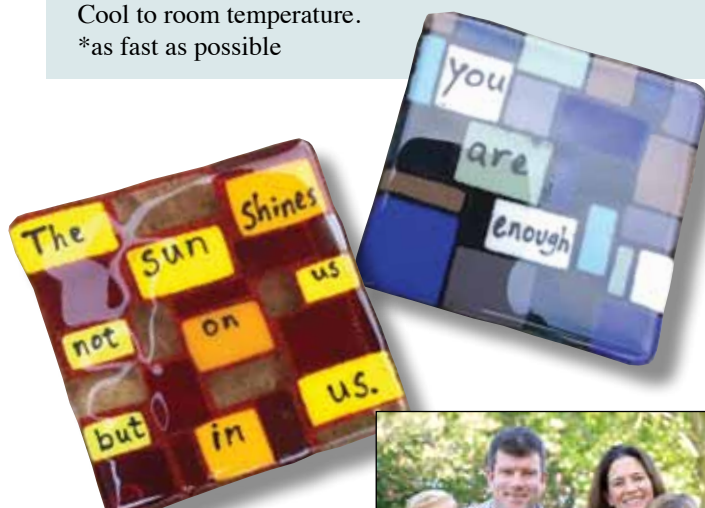 Cool to room temperature.
*as fast as possible
you
are
enough
The sun shines
not on us
but in us.